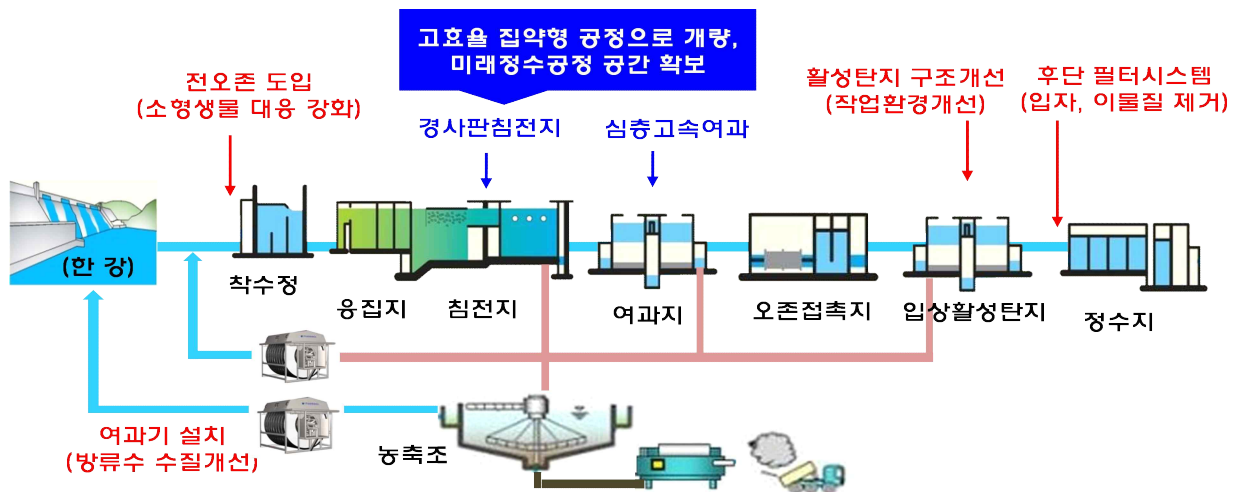 고효율 집약형 공정으로 개량,
미래정수공정 공간 확보
전오존 도입
(소형생물 대응 강화)
경사판침전지
심층고속여과
활성탄지 구조개선
(작업환경개선)
후단 필터시스템
(입자, 이물질 제거)
(한 강)
착수정
응집지
침전지
여과지
오존접촉지
입상활성탄지
정수지
여과기 설치
(방류수 수질개선)
농축조